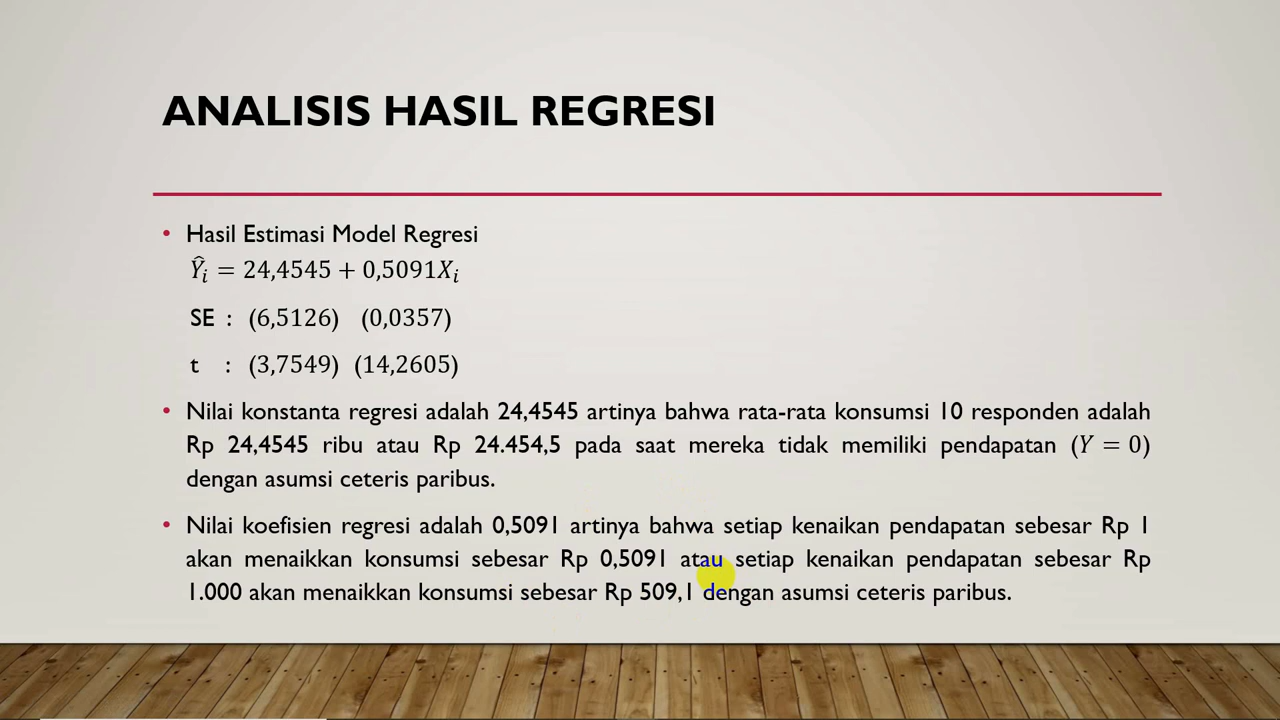 ANALISIS HASIL REGRESI
• Hasil Estimasi Model Regresi
Ŷᵢ = 24,4545 + 0,5091Xᵢ
SE : (6,5126) (0,0357)
t : (3,7549) (14,2605)
• Nilai konstanta regresi adalah 24,4545 artinya bahwa rata-rata konsumsi 10 responden adalah
Rp 24,4545 ribu atau Rp 24.454,5 pada saat mereka tidak memiliki pendapatan (Y = 0)
dengan asumsi ceteris paribus.
• Nilai koefisien regresi adalah 0,5091 artinya bahwa setiap kenaikan pendapatan sebesar Rp 1
akan menaikkan konsumsi sebesar Rp 0,5091 atau setiap kenaikan pendapatan sebesar Rp
1.000 akan menaikkan konsumsi sebesar Rp 509,1 dengan asumsi ceteris paribus.